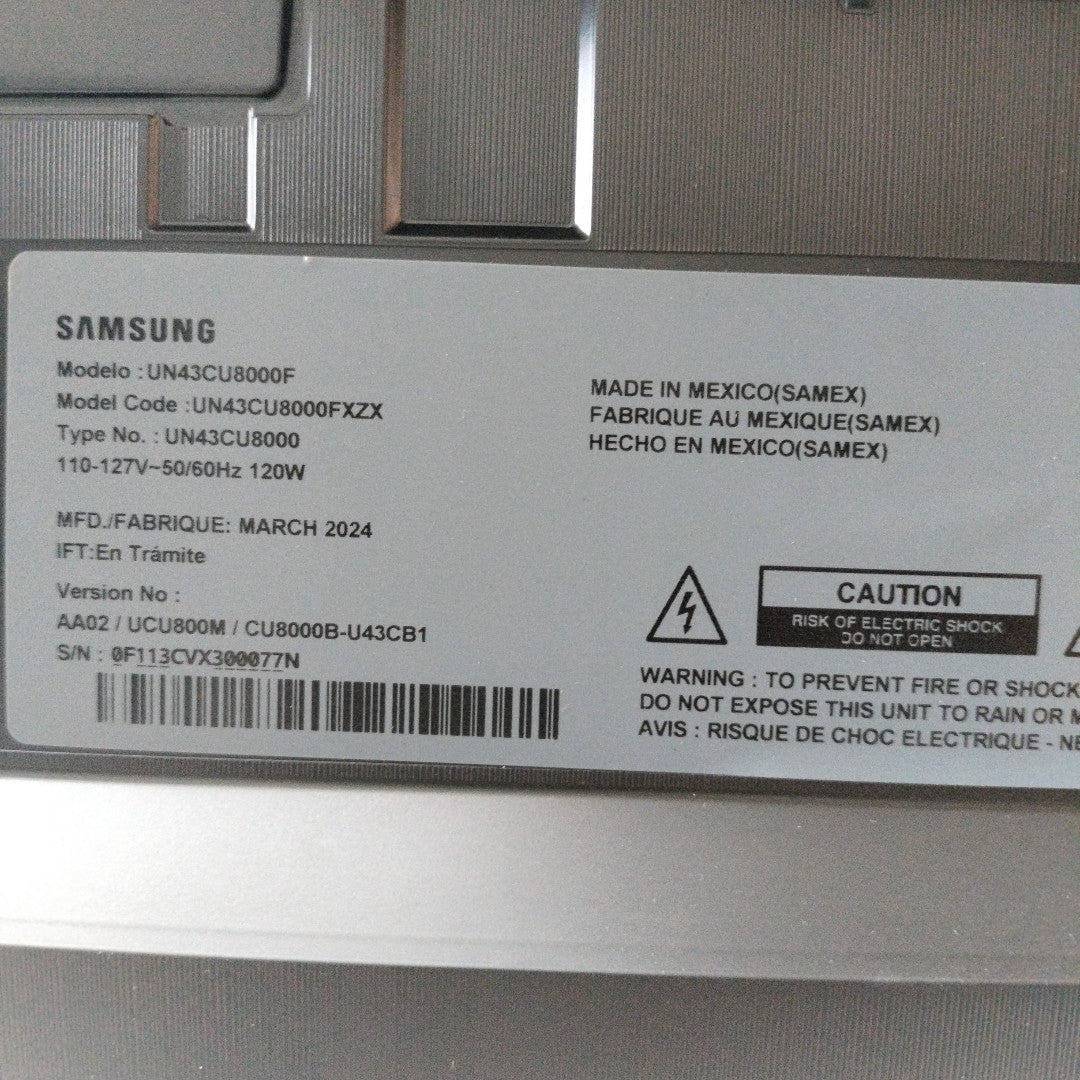 SAMSUNG
Modelo : UN43CU8000F
Model Code : UN43CU8000FXZX
Type No. : UN43CU8000
110-127V~50/60Hz 120W
MFD./FABRIQUE: MARCH 2024
IFT:En Trámite
Version No :
AA02 / UCU800M / CU8000B-U43CB1
S/N : 0F113CVX300077N
MADE IN MEXICO(SAMEX)
FABRIQUE AU MEXIQUE(SAMEX)
HECHO EN MEXICO(SAMEX)
CAUTION
RISK OF ELECTRIC SHOCK
DO NOT OPEN
WARNING : TO PREVENT FIRE OR SHOCK
DO NOT EXPOSE THIS UNIT TO RAIN OR
AVIS : RISQUE DE CHOC ELECTRIQUE -